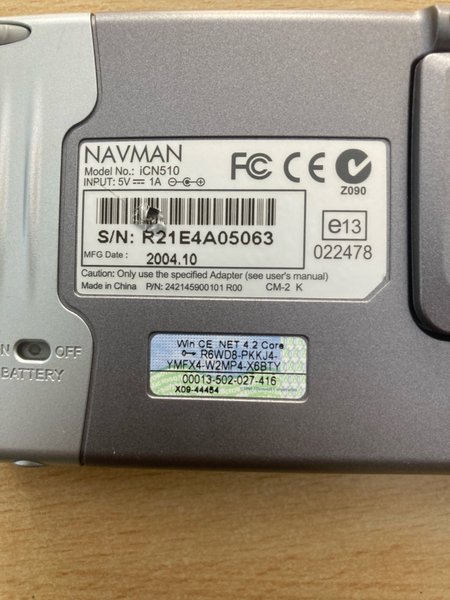 NAVMAN
Model No.: iCN510
INPUT: 5V 1A
FC CE
Z090
S/N: R21E4A05063
MFG Date : 2004.10
e13
022478
Caution: Only use the specified Adapter (see user's manual)
Made in China P/N: 242145900101 R00 CM-2 K
ON OFF
BATTERY
Win CE .NET 4.2 Core
R6WD8-PKKJ4-
YMFX4-W2MP4-X6BTY
00013-502-027-416
X09-44454